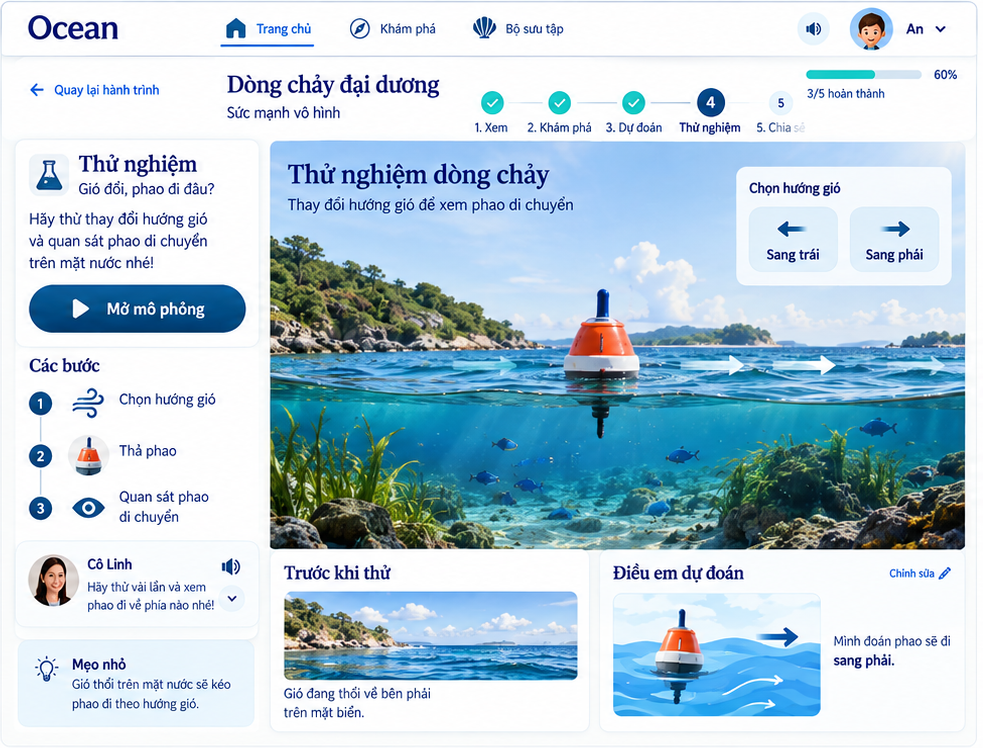 Ocean
Trang chủ
Khám phá
Bộ sưu tập
An
Quay lại hành trình
Dòng chảy đại dương
Sức mạnh vô hình
1. Xem
2. Khám phá
3. Dự đoán
4
Thử nghiệm
5
5. Chia sẻ
60%
3/5 hoàn thành
Thử nghiệm
Gió đổi, phao đi đâu?
Hãy thử thay đổi hướng gió
và quan sát phao di chuyển
trên mặt nước nhé!
Mở mô phỏng
Các bước
1
Chọn hướng gió
2
Thả phao
3
Quan sát phao
di chuyển
Cô Linh
Hãy thử vài lần và xem
phao đi về phía nào nhé!
Mẹo nhỏ
Gió thổi trên mặt nước sẽ kéo
phao đi theo hướng gió.
Thử nghiệm dòng chảy
Thay đổi hướng gió để xem phao di chuyển
Chọn hướng gió
Sang trái
Sang phải
Trước khi thử
Gió đang thổi về bên phải
trên mặt biển.
Điều em dự đoán
Chỉnh sửa
Mình đoán phao sẽ đi
sang phải.